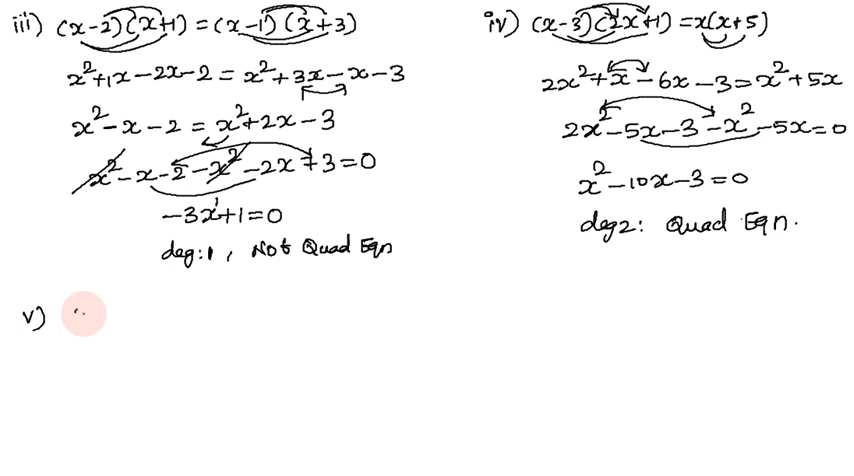 iii) (x-2)(x+1) = (x-1)(x+3)
x²+1x-2x-2 = x²+3x-x-3
x²-x-2 = x²+2x-3
x²-x-2-x²-2x+3=0
-3x¹+1=0
deg:1, Not Quad Eqn
iv) (x-3)(2x+1)=x(x+5)
2x²+x-6x-3=x²+5x
2x²-5x-3-x²-5x=0
x²-10x-3=0
deg2: Quad Eqn.
v)